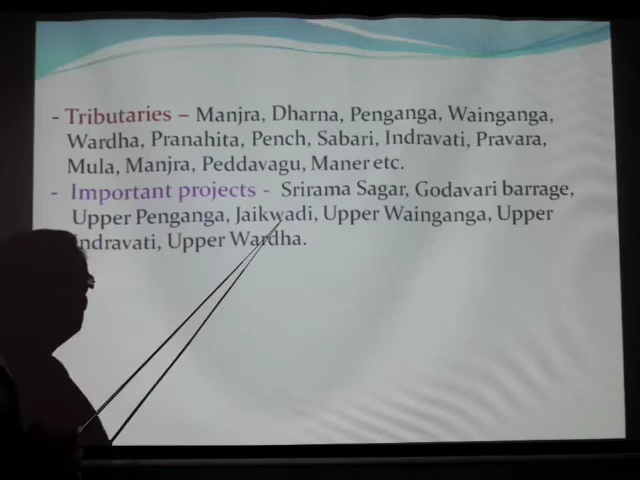 - Tributaries – Manjra, Dharna, Penganga, Wainganga,
Wardha, Pranahita, Pench, Sabari, Indravati, Pravara,
Mula, Manjra, Peddavagu, Maner etc.
- Important projects - Srirama Sagar, Godavari barrage,
Upper Penganga, Jaikwadi, Upper Wainganga, Upper
Indravati, Upper Wardha.